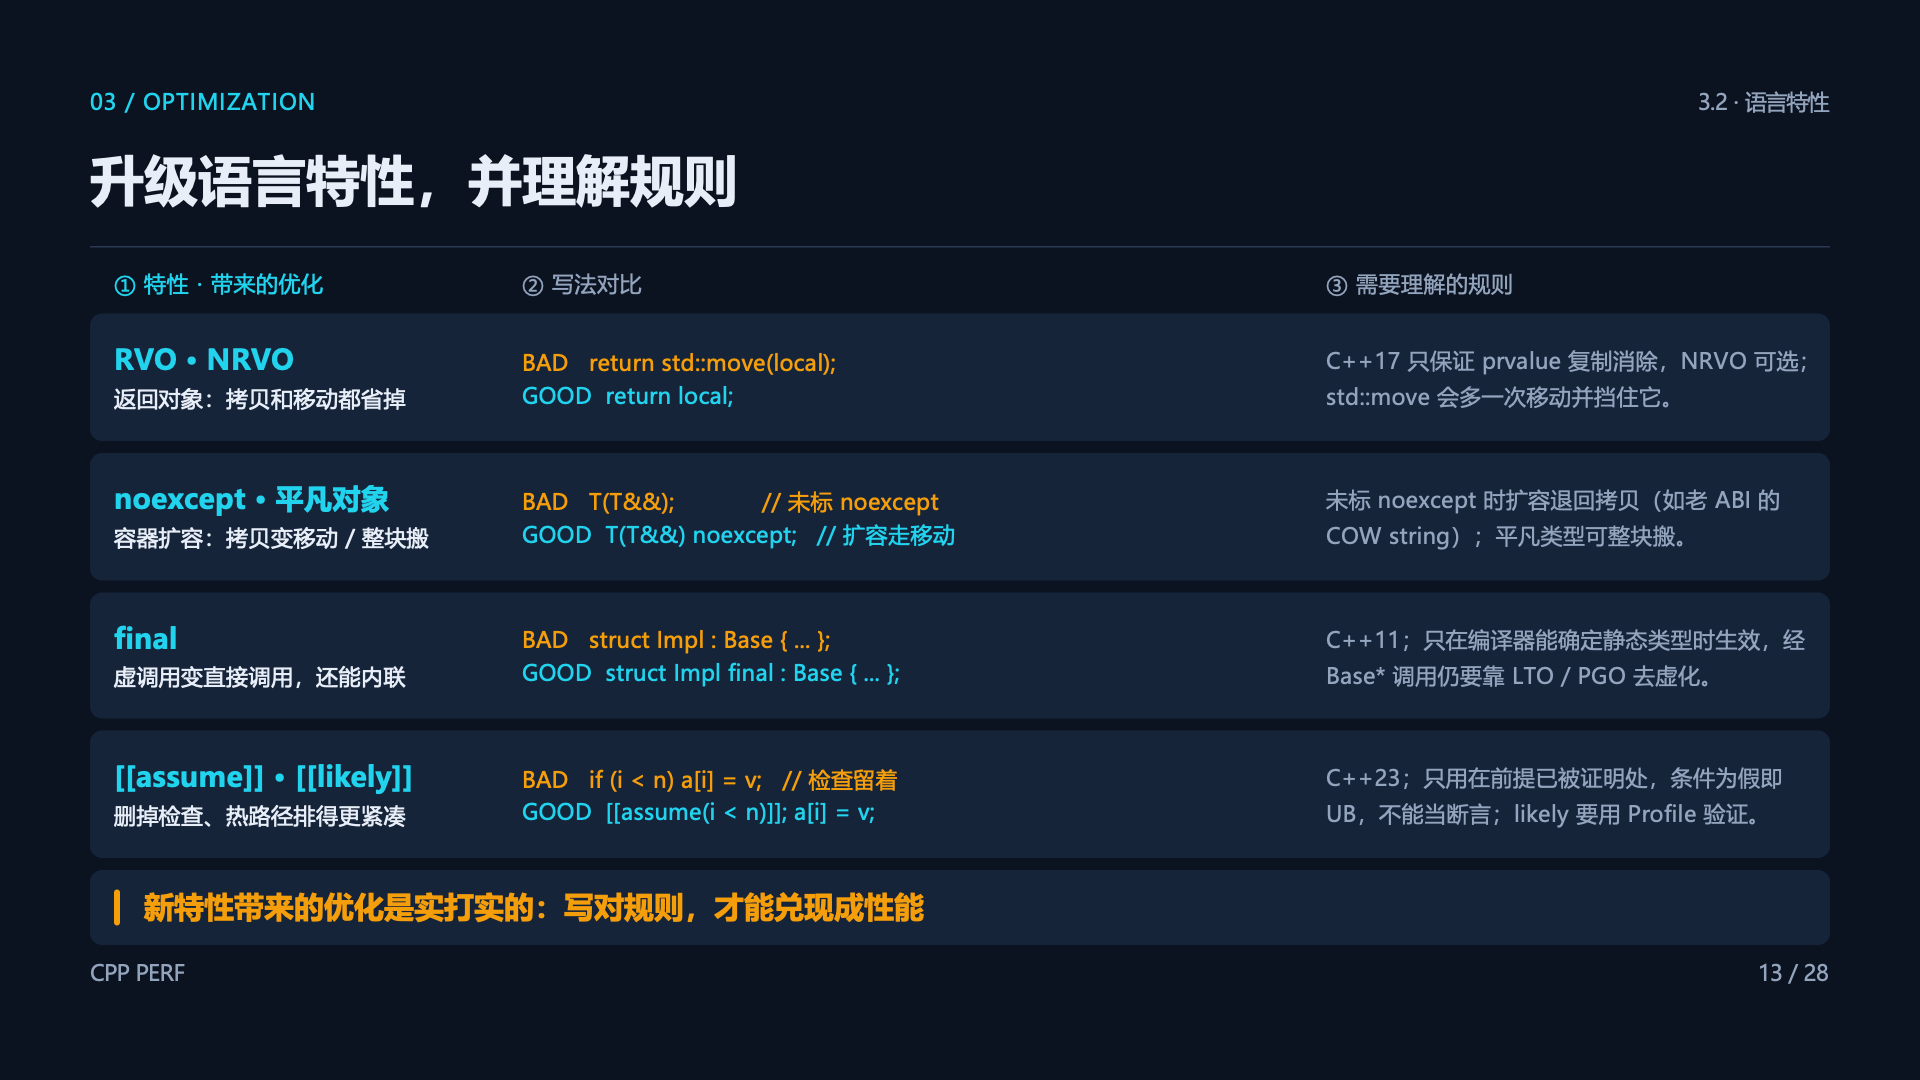 03 / OPTIMIZATION
3.2 · 语言特性
升级语言特性，并理解规则
① 特性 · 带来的优化
② 写法对比
③ 需要理解的规则
RVO • NRVO
返回对象：拷贝和移动都省掉
BAD return std::move(local);
GOOD return local;
C++17 只保证 prvalue 复制消除，NRVO 可选；
std::move 会多一次移动并挡住它。
noexcept • 平凡对象
容器扩容：拷贝变移动 / 整块搬
BAD T(T&&); // 未标 noexcept
GOOD T(T&&) noexcept; // 扩容走移动
未标 noexcept 时扩容退回拷贝（如老 ABI 的
COW string）；平凡类型可整块搬。
final
虚调用变直接调用，还能内联
BAD struct Impl : Base { ... };
GOOD struct Impl final : Base { ... };
C++11；只在编译器能确定静态类型时生效，经
Base* 调用仍要靠 LTO / PGO 去虚化。
[[assume]] • [[likely]]
删掉检查、热路径排得更紧凑
BAD if (i < n) a[i] = v; // 检查留着
GOOD [[assume(i < n)]]; a[i] = v;
C++23；只用在前提已被证明处，条件为假即
UB，不能当断言；likely 要用 Profile 验证。
新特性带来的优化是实打实的：写对规则，才能兑现成性能
CPP PERF
13 / 28